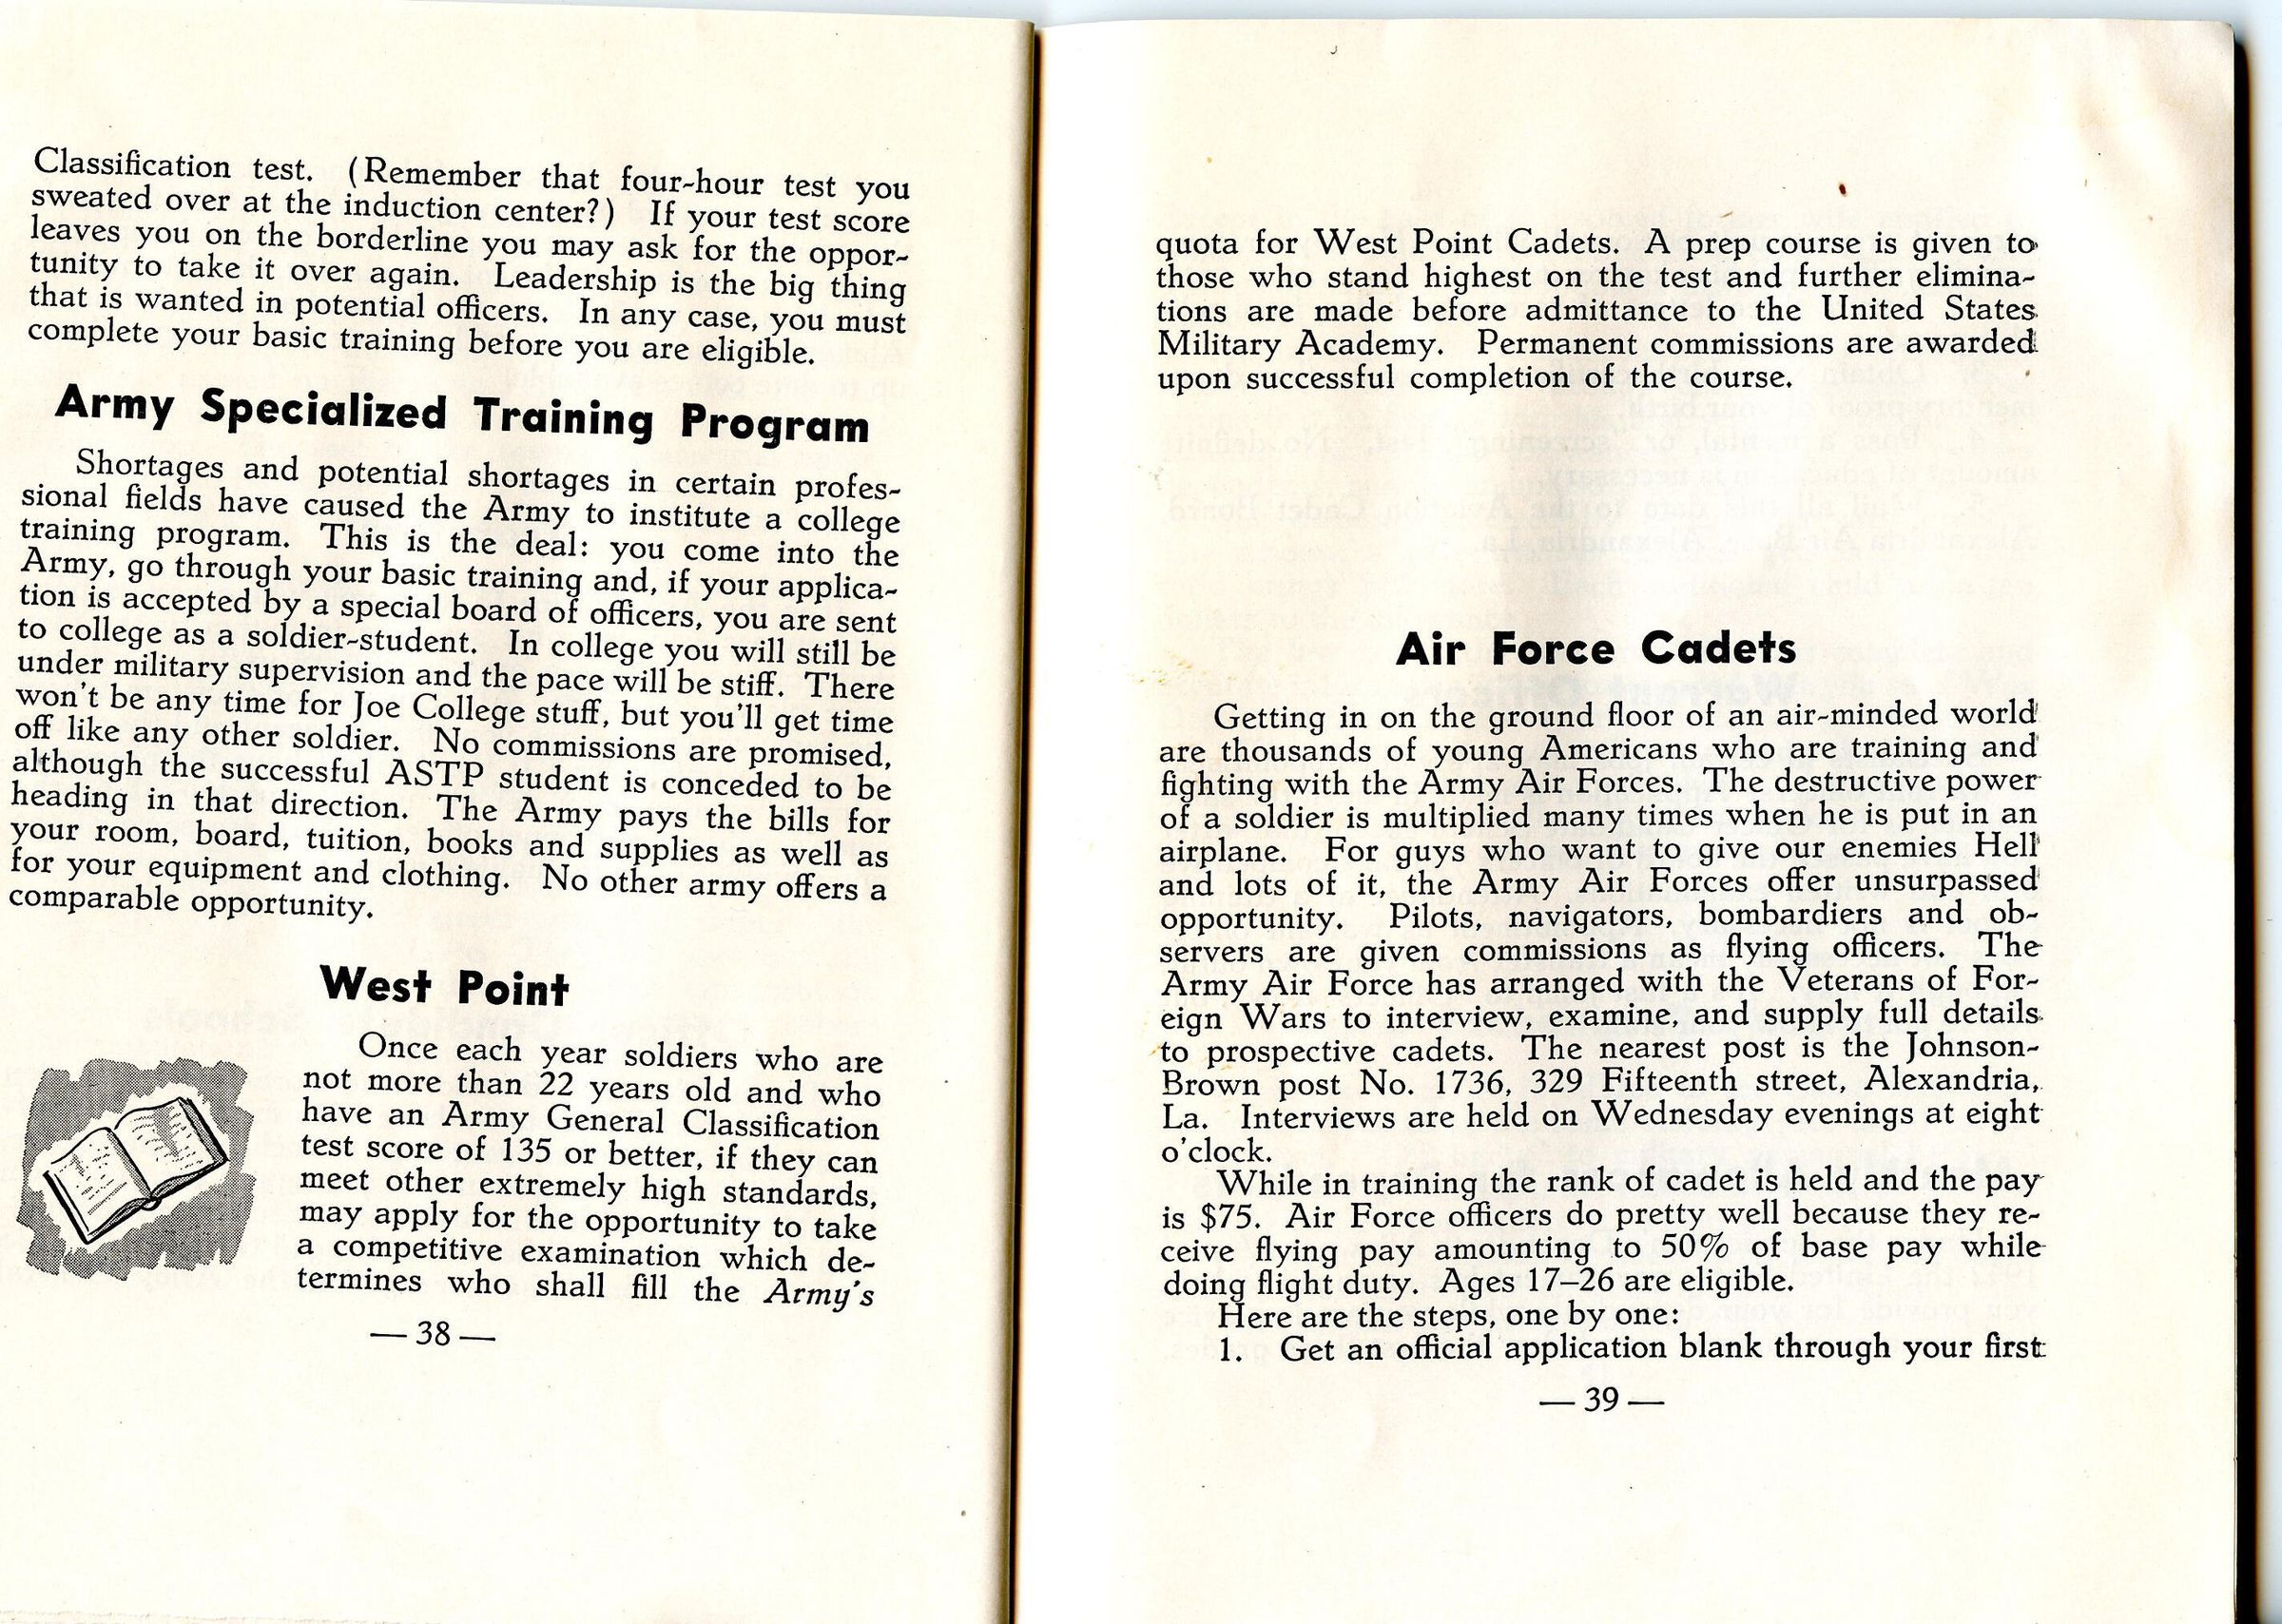 Classification test. (Remember that four-hour test you
sweated over at the induction center?) If your test score
leaves you on the borderline you may ask for the oppor-
tunity to take it over again. Leadership is the big thing
that is wanted in potential officers. In any case, you must
complete your basic training before you are eligible.
Army Specialized Training Program
Shortages and potential shortages in certain profes-
sional fields have caused the Army to institute a college
training program. This is the deal: you come into the
Army, go through your basic training and, if your applica-
tion is accepted by a special board of officers, you are sent
to college as a soldier-student. In college you will still be
under military supervision and the pace will be stiff. There
won't be any time for Joe College stuff, but you'll get time
off like any other soldier. No commissions are promised,
although the successful ASTP student is conceded to be
heading in that direction. The Army pays the bills for
your room, board, tuition, books and supplies as well as
for your equipment and clothing. No other army offers a
comparable opportunity.
West Point
Once each year soldiers who are
not more than 22 years old and who
have an Army General Classification
test score of 135 or better, if they can
meet other extremely high standards,
may apply for the opportunity to take
a competitive examination which de-
termines who shall fill the Army's
— 38 —
quota for West Point Cadets. A prep course is given to
those who stand highest on the test and further elimina-
tions are made before admittance to the United States
Military Academy. Permanent commissions are awarded
upon successful completion of the course.
Air Force Cadets
Getting in on the ground floor of an air-minded world
are thousands of young Americans who are training and
fighting with the Army Air Forces. The destructive power
of a soldier is multiplied many times when he is put in an
airplane. For guys who want to give our enemies Hell
and lots of it, the Army Air Forces offer unsurpassed
opportunity. Pilots, navigators, bombardiers and ob-
servers are given commissions as flying officers. The
Army Air Force has arranged with the Veterans of For-
eign Wars to interview, examine, and supply full details
to prospective cadets. The nearest post is the Johnson-
Brown post No. 1736, 329 Fifteenth street, Alexandria,
La. Interviews are held on Wednesday evenings at eight
o'clock.
While in training the rank of cadet is held and the pay
is $75. Air Force officers do pretty well because they re-
ceive flying pay amounting to 50% of base pay while
doing flight duty. Ages 17–26 are eligible.
Here are the steps, one by one:
1. Get an official application blank through your first
— 39 —